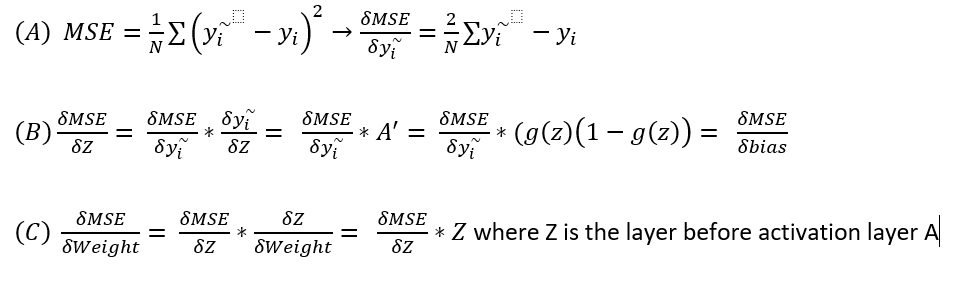 (A) MSE = 1/N ∑(yᵢ~ − yᵢ)² → δMSE/δyᵢ~ = 2/N ∑yᵢ~ − yᵢ
(B) δMSE/δZ = δMSE/δyᵢ~ * δyᵢ~/δZ = δMSE/δyᵢ~ * A′ = δMSE/δyᵢ~ * (g(z)(1 − g(z)) = δMSE/δbias
(C) δMSE/δWeight = δMSE/δZ * δZ/δWeight = δMSE/δZ * Z where Z is the layer before activation layer A